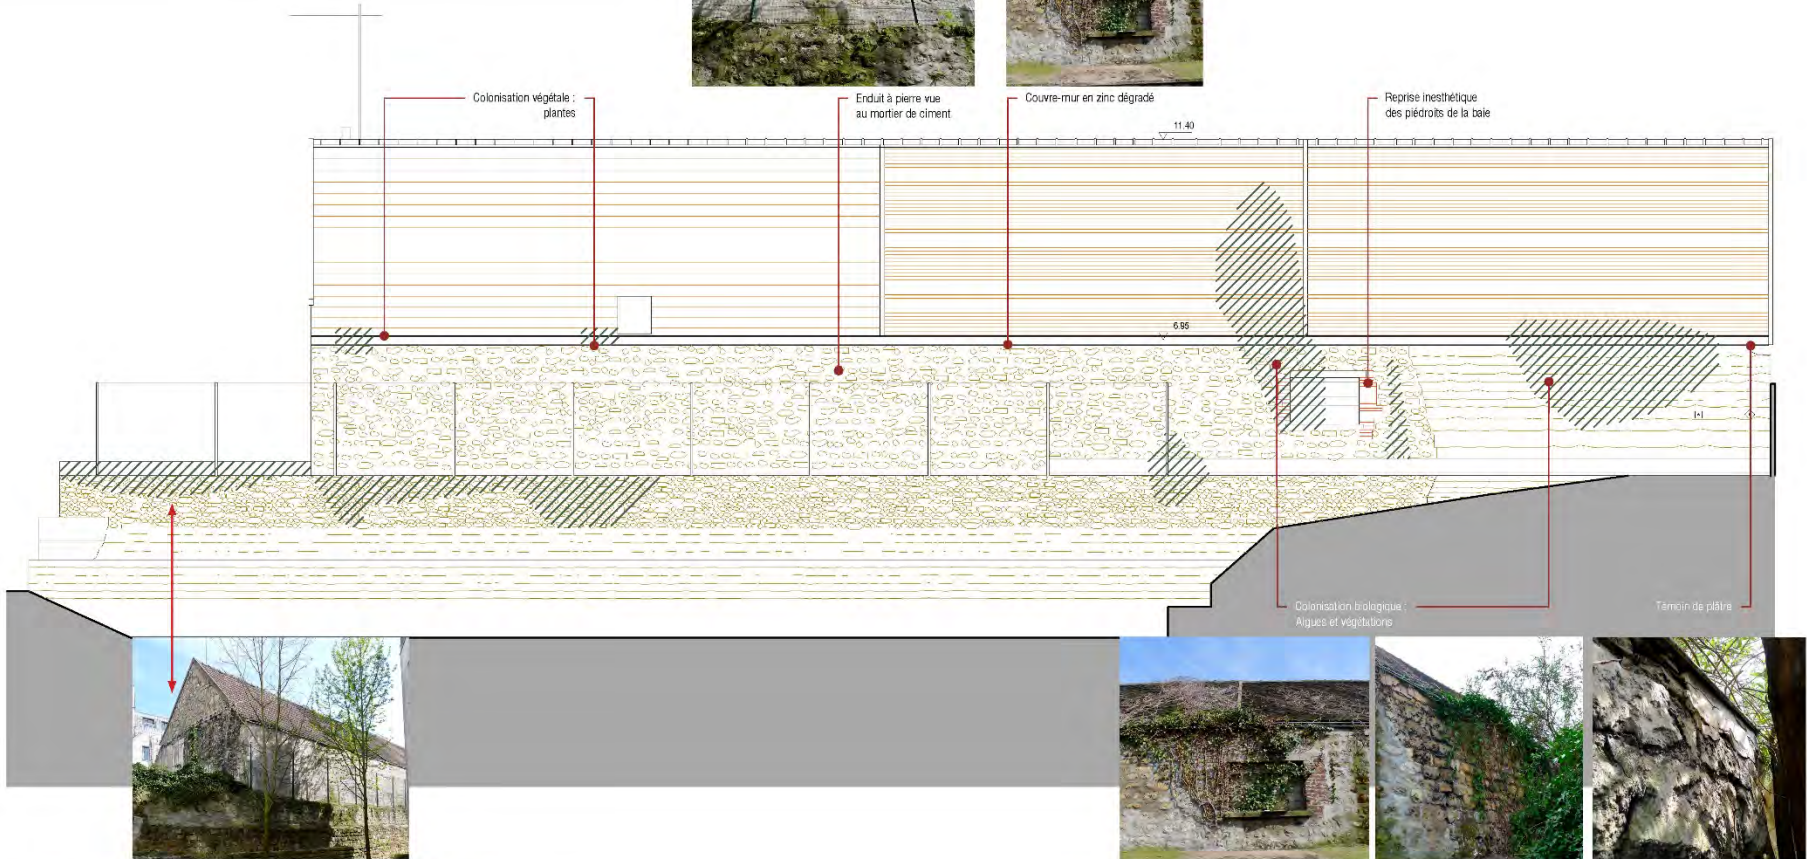 Colonisation végétale :
plantes
Enduit à pierre vue
au mortier de ciment
Couvre-mur en zinc dégradé
Reprise inesthétique
des piédroits de la baie
11.40
6.95
Colonisation biologique :
Algues et végétations
Témoin de plâtre